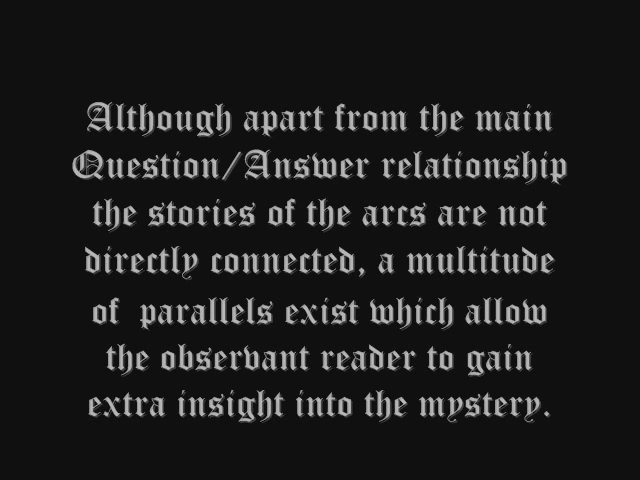 Although apart from the main
Question/Answer relationship
the stories of the arcs are not
directly connected, a multitude
of  parallels exist which allow
the observant reader to gain
extra insight into the mystery.